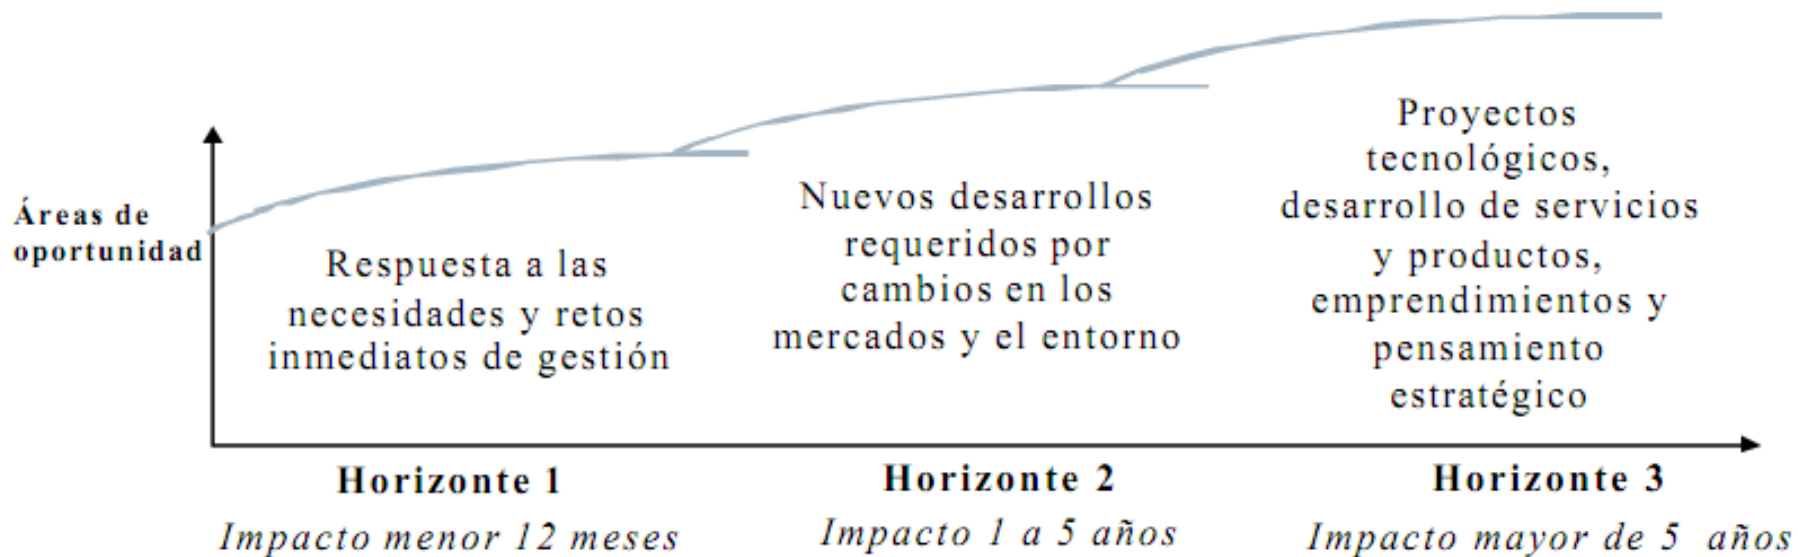 Áreas de
oportunidad
Respuesta a las
necesidades y retos
inmediatos de gestión
Nuevos desarrollos
requeridos por
cambios en los
mercados y el entorno
Proyectos
tecnológicos,
desarrollo de servicios
y productos,
emprendimientos y
pensamiento
estratégico
Horizonte 1
Impacto menor 12 meses
Horizonte 2
Impacto 1 a 5 años
Horizonte 3
Impacto mayor de 5 años